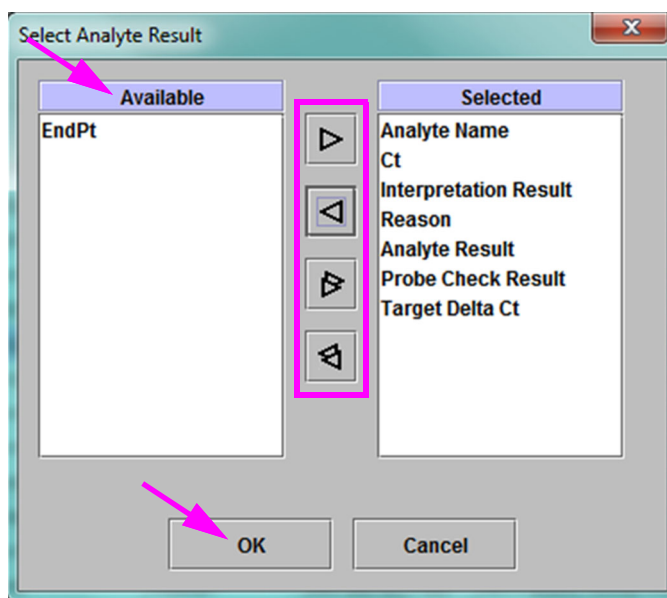 Select Analyte Result
Available
EndPt
Selected
Analyte Name
Ct
Interpretation Result
Reason
Analyte Result
Probe Check Result
Target Delta Ct
OK
Cancel